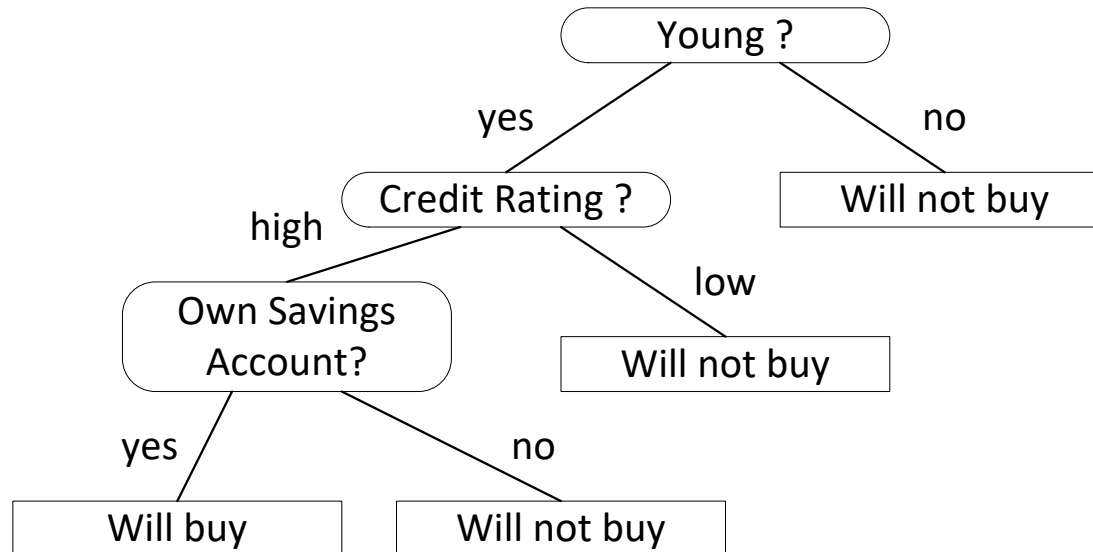 Young ?
yes
no
Credit Rating ?
Will not buy
high
low
Own Savings
Account?
Will not buy
yes
no
Will buy
Will not buy